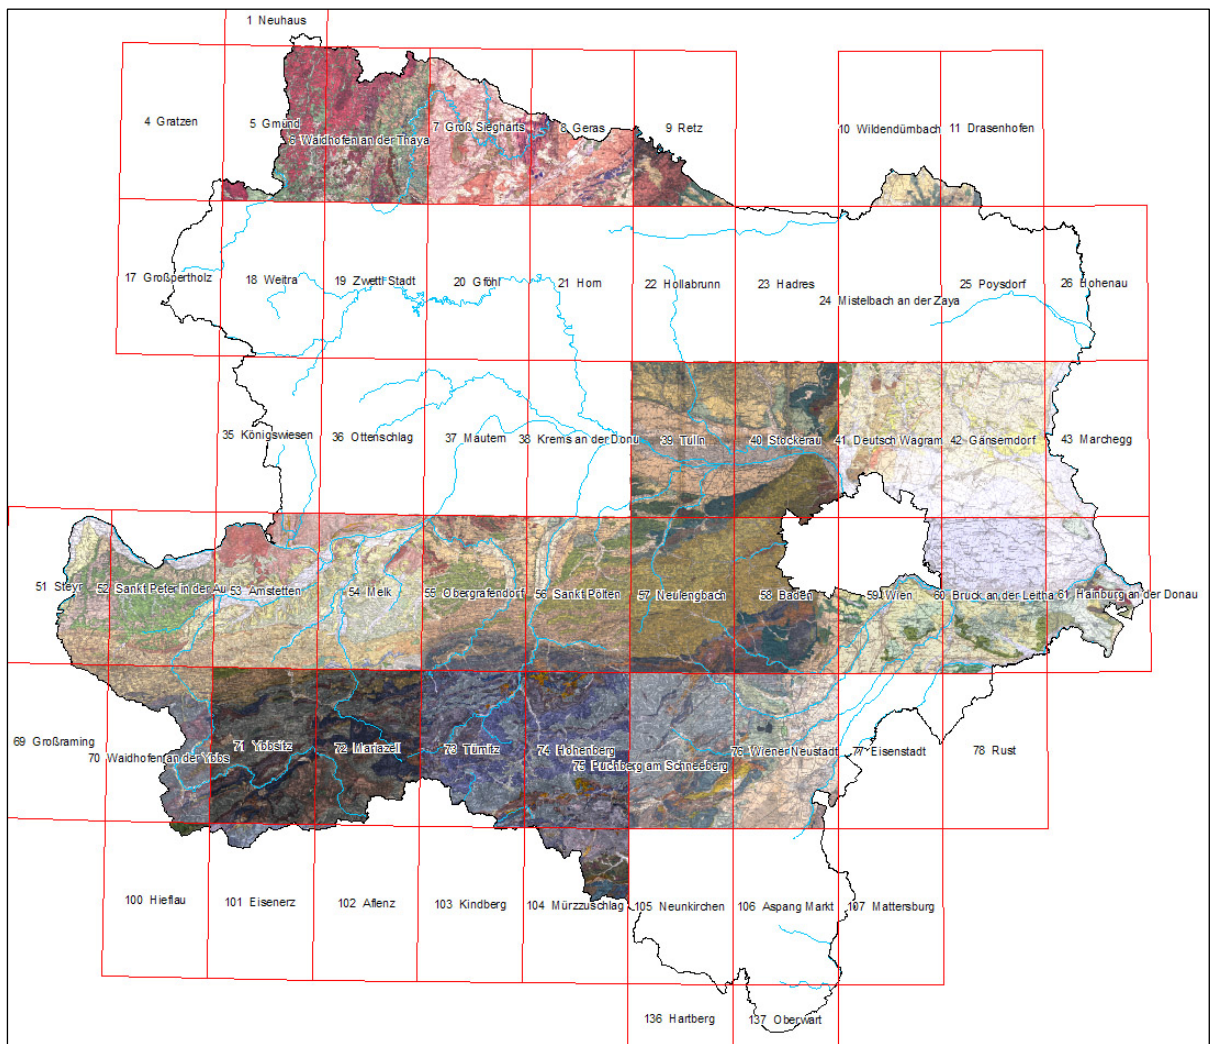 1 Neuhaus
4 Gratzen
5 Gmünd
6 Waidhofen an der Thaya
7 Groß Siegharts
8 Geras
9 Retz
10 Wildendürnbach
11 Drasenhofen
17 Großpertholz
18 Weitra
19 Zwettl Stadt
20 Gföhl
21 Horn
22 Hollabrunn
23 Hadres
24 Mistelbach an der Zaya
25 Poysdorf
26 Hohenau
35 Königswiesen
36 Ottenschlag
37 Mautern
38 Krems an der Donau
39 Tulln
40 Stockerau
41 Deutsch Wagram
42 Gänserndorf
43 Marchegg
51 Steyr
52 Sankt Peter in der Au
53 Amstetten
54 Melk
55 Obergrafendorf
56 Sankt Pölten
57 Neulengbach
58 Baden
59 Wien
60 Bruck an der Leitha
61 Hainburg an der Donau
69 Großraming
70 Waidhofen an der Ybbs
71 Ybbsitz
72 Mariazell
73 Türnitz
74 Hohenberg
75 Puchberg am Schneeberg
76 Wiener Neustadt
77 Eisenstadt
78 Rust
100 Hieflau
101 Eisenerz
102 Aflenz
103 Kindberg
104 Mürzzuschlag
105 Neunkirchen
106 Aspang Markt
107 Mattersburg
136 Hartberg
137 Oberwart